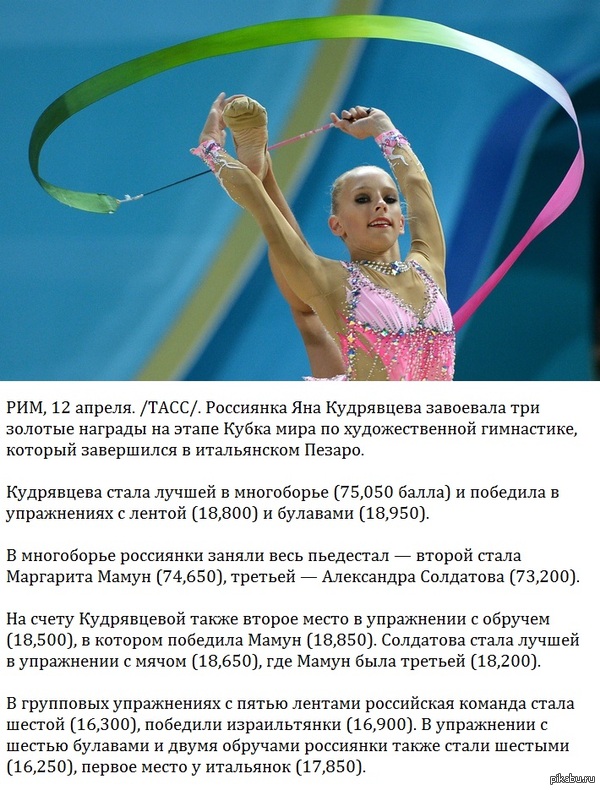 РИМ, 12 апреля. /ТАСС/. Россиянка Яна Кудрявцева завоевала три
золотые награды на этапе Кубка мира по художественной гимнастике,
который завершился в итальянском Пезаро.
Кудрявцева стала лучшей в многоборье (75,050 балла) и победила в
упражнениях с лентой (18,800) и булавами (18,950).
В многоборье россиянки заняли весь пьедестал — второй стала
Маргарита Мамун (74,650), третьей — Александра Солдатова (73,200).
На счету Кудрявцевой также второе место в упражнении с обручем
(18,500), в котором победила Мамун (18,850). Солдатова стала лучшей
в упражнении с мячом (18,650), где Мамун была третьей (18,200).
В групповых упражнениях с пятью лентами российская команда стала
шестой (16,300), победили израильтянки (16,900). В упражнении с
шестью булавами и двумя обручами россиянки также стали шестыми
(16,250), первое место у итальянок (17,850).
pikabu.ru